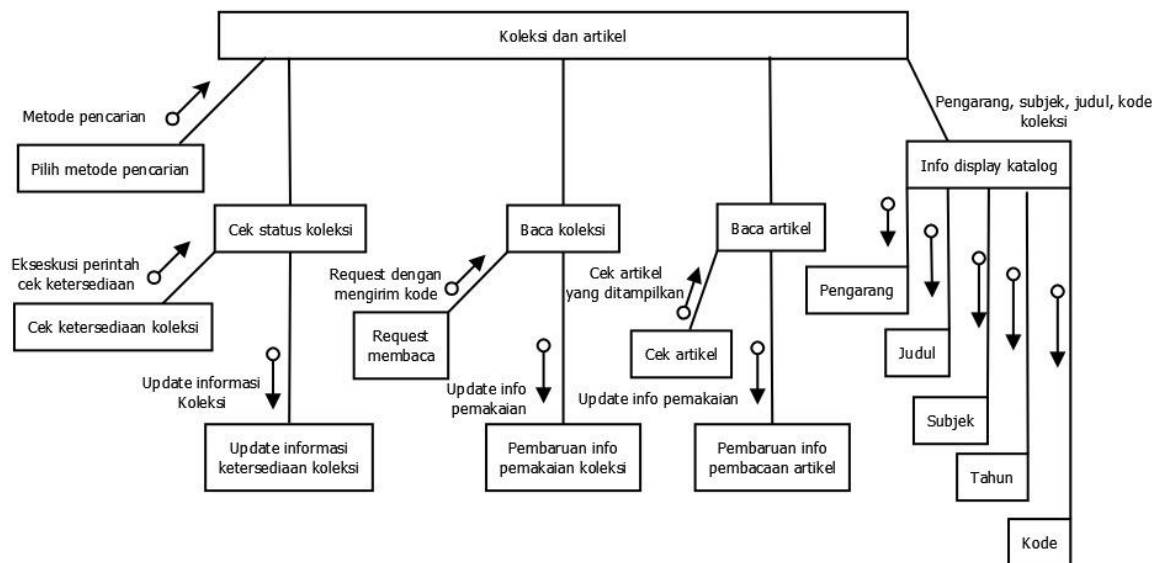 Koleksi dan artikel
Metode pencarian
Pengarang, subjek, judul, kode
koleksi
Pilih metode pencarian
Info display katalog
Cek status koleksi
Baca koleksi
Baca artikel
Ekseskusi perintah
cek ketersediaan
Request dengan
mengirim kode
Cek artikel
yang ditampilkan
Pengarang
Cek ketersediaan koleksi
Request
membaca
Cek artikel
Judul
Update informasi
Koleksi
Update info
pemakaian
Update info pemakaian
Subjek
Update informasi
ketersediaan koleksi
Pembaruan info
pemakaian koleksi
Pembaruan info
pembacaan artikel
Tahun
Kode